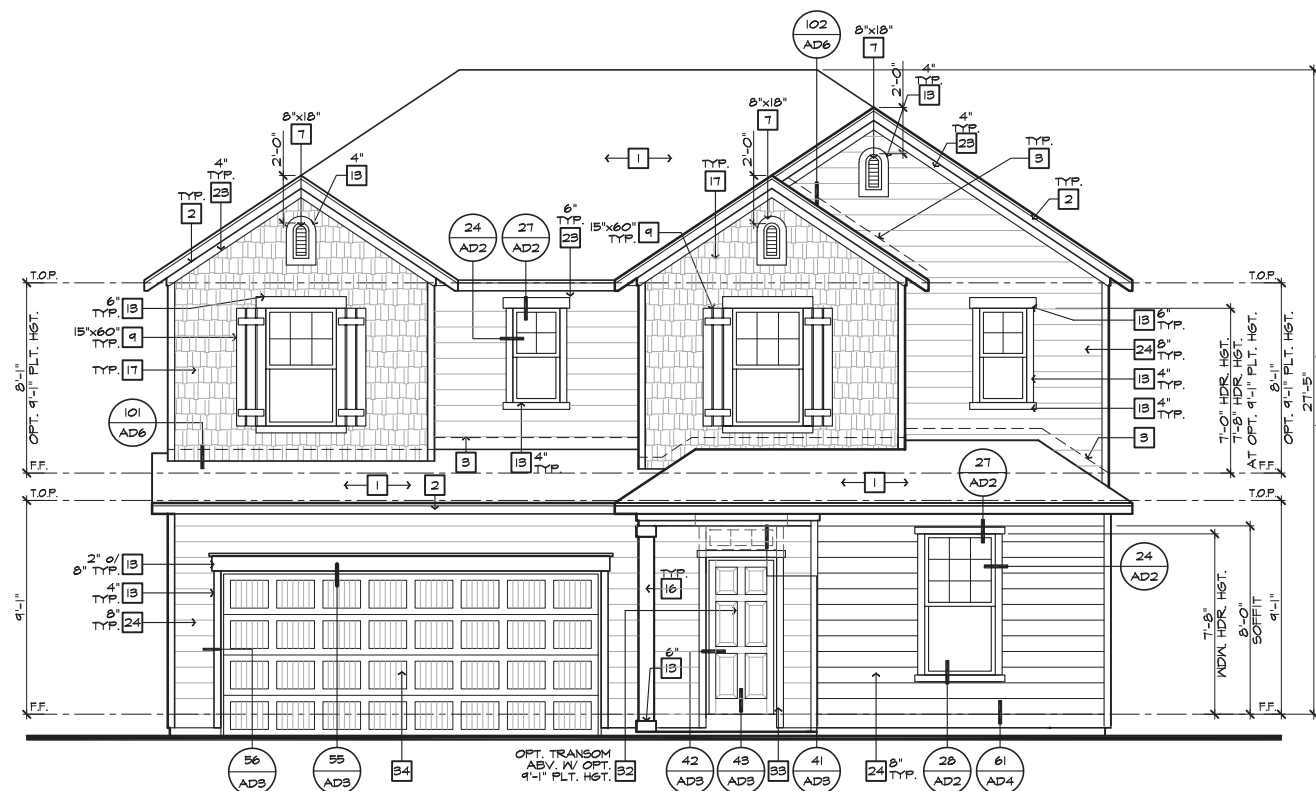 102
AD6
8"x18"
7
2'-0"
4"
13
4"
TYP.
23
TYP.
3
TYP.
2
8"x18"
7
2'-0"
4"
13
4"
TYP.
23
TYP.
2
1
8"x18"
7
2'-0"
TYP.
17
24
AD2
27
AD2
6"
TYP.
23
15"x60"
TYP.
9
T.O.P.
T.O.P.
6"
TYP.
13
15"x60"
TYP.
9
TYP.
17
8'-1"
OPT. 9'-1" PLT. HGT.
101
AD6
13
6"
TYP.
24
8"
TYP.
13
4"
TYP.
13
4"
TYP.
3
7'-0" HDR. HGT.
7'-8" HDR. HGT.
AT OPT. 9'-1" PLT. HGT.
8'-1"
OPT. 9'-1" PLT. HGT.
27'-5"
3
13
4"
TYP.
F.F.
F.F.
1
2
1
27
AD2
T.O.P.
T.O.P.
2" O/
8" TYP.
13
4"
TYP.
13
8"
TYP.
24
9'-1"
TYP.
16
6"
13
24
AD2
7'-8"
WDW. HDR. HGT.
8'-0"
SOFFIT
9'-1"
F.F.
F.F.
56
AD3
55
AD3
34
OPT. TRANSOM
ABV. W/ OPT.
9'-1" PLT. HGT.
32
42
AD3
43
AD3
33
41
AD3
24
8"
TYP.
28
AD2
61
AD4